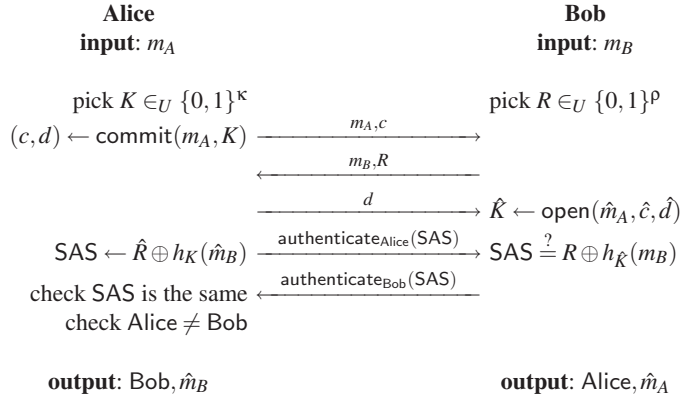 Alice Bob
input: m_A input: m_B
pick K ∈_U {0,1}^κ pick R ∈_U {0,1}^ρ
(c,d) ← commit(m_A,K) m_A,c
m_B,R
d K̂ ← open(m̂_A,ĉ,d̂)
SAS ← R̂ ⊕ h_K(m̂_B) authenticate_Alice(SAS) SAS ≟ R ⊕ h_K̂(m_B)
check SAS is the same authenticate_Bob(SAS)
check Alice ≠ Bob
output: Bob,m̂_B output: Alice,m̂_A